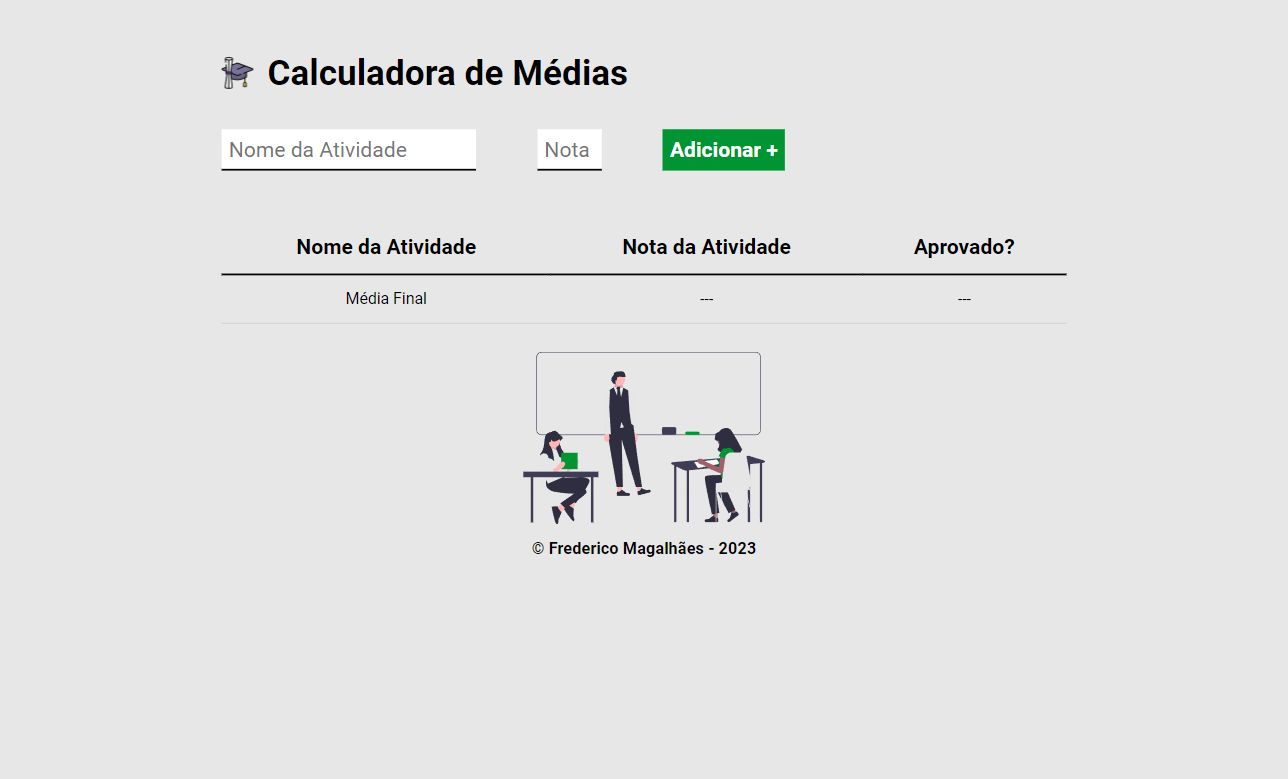 Calculadora de Médias
Nome da Atividade Nota Adicionar +
Nome da Atividade Nota da Atividade Aprovado?
Média Final --- ---
© Frederico Magalhães - 2023